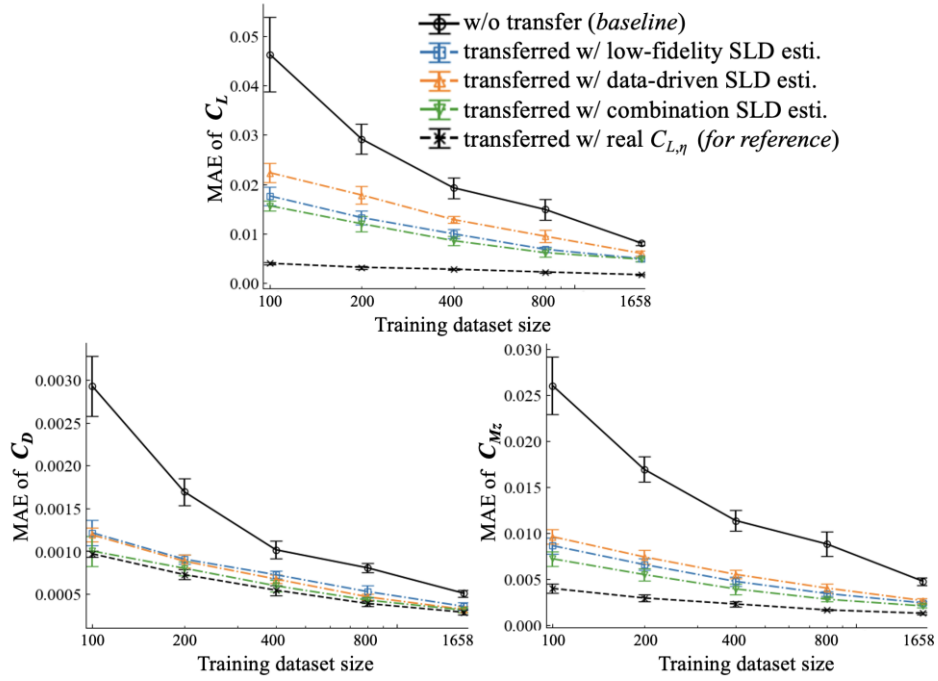 w/o transfer (baseline)
transferred w/ low-fidelity SLD esti.
transferred w/ data-driven SLD esti.
transferred w/ combination SLD esti.
transferred w/ real C_{L,η} (for reference)
MAE of C_L
0.05
0.04
0.03
0.02
0.01
0.00
100 200 400 800 1658
Training dataset size
MAE of C_D
0.0030
0.0025
0.0020
0.0015
0.0010
0.0005
100 200 400 800 1658
Training dataset size
MAE of C_{Mz}
0.030
0.025
0.020
0.015
0.010
0.005
0.000
100 200 400 800 1658
Training dataset size